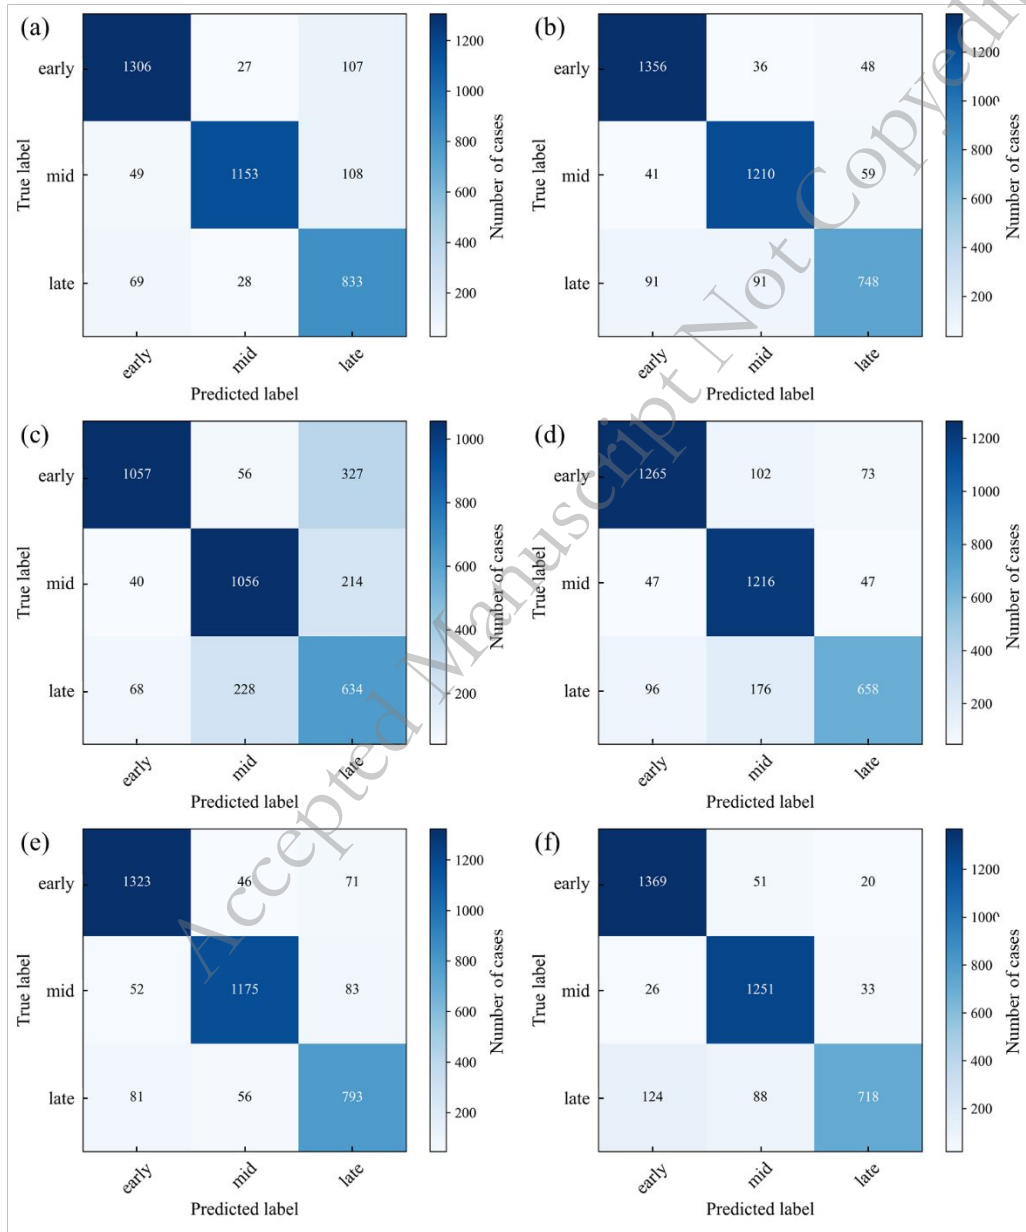 (a)
early
mid
late
True label
1306 27 107
49 1153 108
69 28 833
early mid late
Predicted label
1200
1000
800
600
400
200
Number of cases
(b)
early
mid
late
True label
1356 36 48
41 1210 59
91 91 748
early mid late
Predicted label
1200
1000
800
600
400
200
Number of cases
(c)
early
mid
late
True label
1057 56 327
40 1056 214
68 228 634
early mid late
Predicted label
1000
800
600
400
200
Number of cases
(d)
early
mid
late
True label
1265 102 73
47 1216 47
96 176 658
early mid late
Predicted label
1200
1000
800
600
400
200
Number of cases
(e)
early
mid
late
True label
1323 46 71
52 1175 83
81 56 793
early mid late
Predicted label
1200
1000
800
600
400
200
Number of cases
(f)
early
mid
late
True label
1369 51 20
26 1251 33
124 88 718
early mid late
Predicted label
1200
1000
800
600
400
200
Number of cases
Accepted Manuscript Not Copyedi